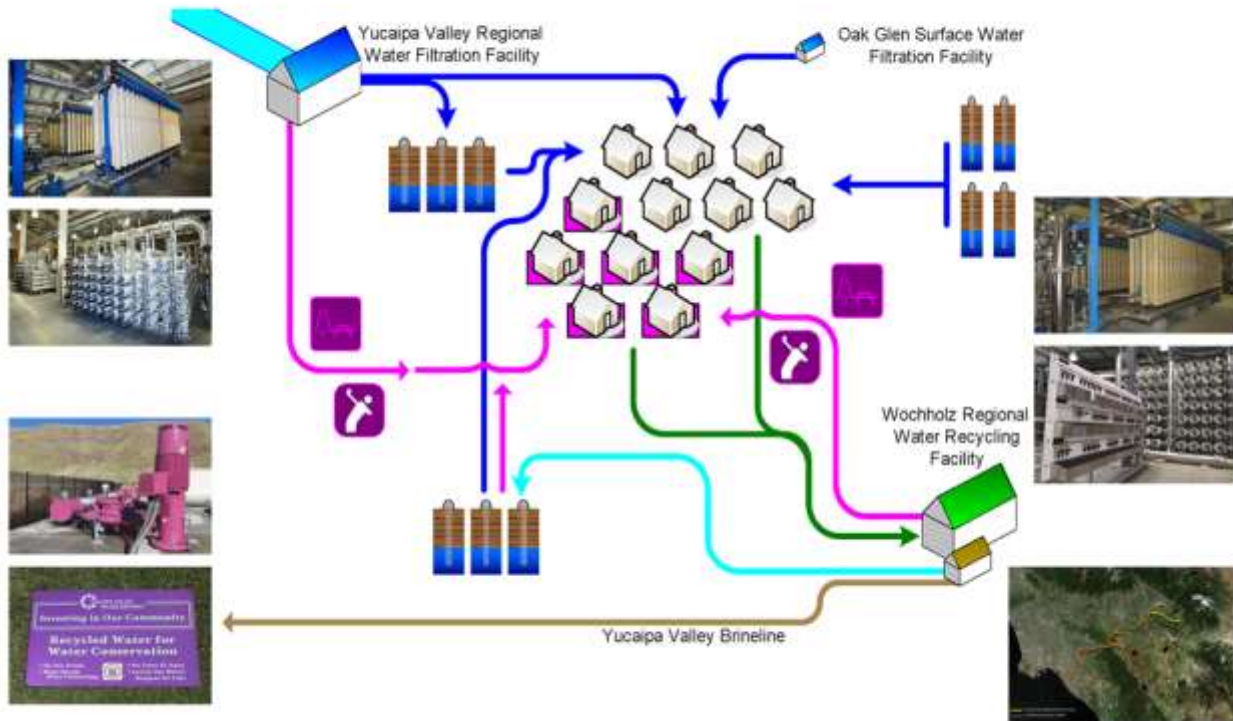 Yucaipa Valley Regional
Water Filtration Facility
Oak Glen Surface Water
Filtration Facility
Wochholz Regional
Water Recycling
Facility
Yucaipa Valley Brineline
Investing in Our Community
Recycled Water for
Water Conservation